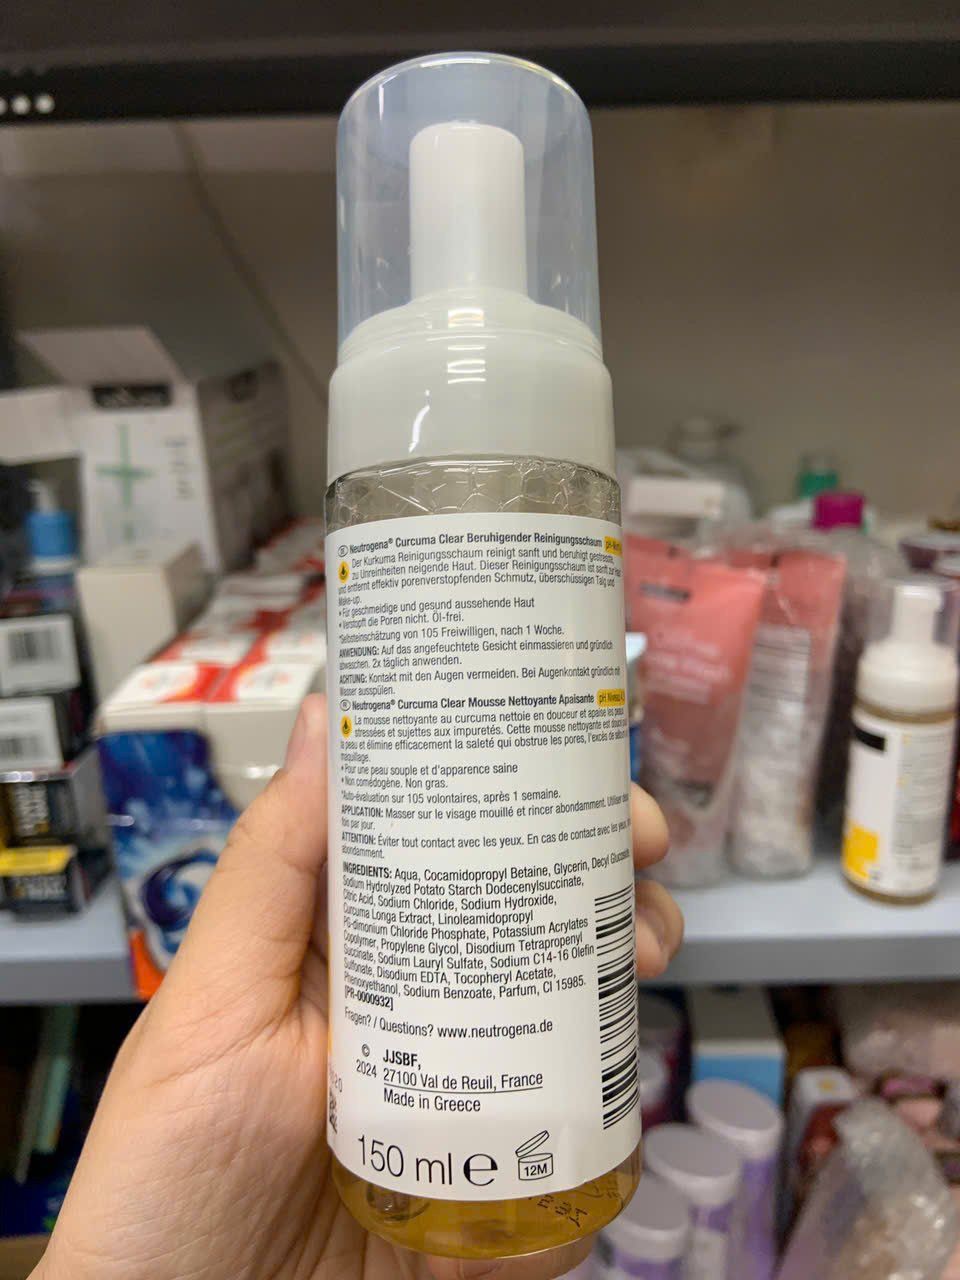 DE Neutrogena® Curcuma Clear Beruhigender Reinigungsschaum
Der Kurkuma Reinigungsschaum reinigt sanft und beruhigt gestresste,
zu Unreinheiten neigende Haut. Dieser Reinigungsschaum ist sanft zur Haut
und entfernt effektiv porenverstopfenden Schmutz, überschüssigen Talg und
Make-up.
• Für geschmeidige und gesund aussehende Haut
• Verstopft die Poren nicht. Öl-frei.
*Selbsteinschätzung von 105 Freiwilligen, nach 1 Woche.
ANWENDUNG: Auf das angefeuchtete Gesicht einmassieren und gründlich
abwaschen. 2x täglich anwenden.
ACHTUNG: Kontakt mit den Augen vermeiden. Bei Augenkontakt gründlich mit
Wasser ausspülen.
Neutrogena® Curcuma Clear Mousse Nettoyante Apaisante pH Niveau
La mousse nettoyante au curcuma nettoie en douceur et apaise les peaux
stressées et sujettes aux impuretés. Cette mousse nettoyante est douce
la peau et élimine efficacement la saleté qui obstrue les pores, l'excès de sébum
maquillage.
• Pour une peau souple et d'apparence saine
• Non comédogène. Non gras.
*Auto-évaluation sur 105 volontaires, après 1 semaine.
APPLICATION: Masser sur le visage mouillé et rincer abondamment. Utiliser
fois par jour.
ATTENTION: Éviter tout contact avec les yeux. En cas de contact avec les yeux,
abondamment.
INGREDIENTS: Aqua, Cocamidopropyl Betaine, Glycerin, Decyl Glucoside,
Sodium Hydrolyzed Potato Starch Dodecenylsuccinate,
Citric Acid, Sodium Chloride, Sodium Hydroxide,
Curcuma Longa Extract, Linoleamidopropyl
PG-dimonium Chloride Phosphate, Potassium Acrylates
Copolymer, Propylene Glycol, Disodium Tetrapropenyl
Succinate, Sodium Lauryl Sulfate, Sodium C14-16 Olefin
Sulfonate, Disodium EDTA, Tocopheryl Acetate,
Phenoxyethanol, Sodium Benzoate, Parfum, CI 15985.
[PR-0000932]
Fragen? / Questions? www.neutrogena.de
© JJSBF,
2024 27100 Val de Reuil, France
Made in Greece
150 ml e
12M